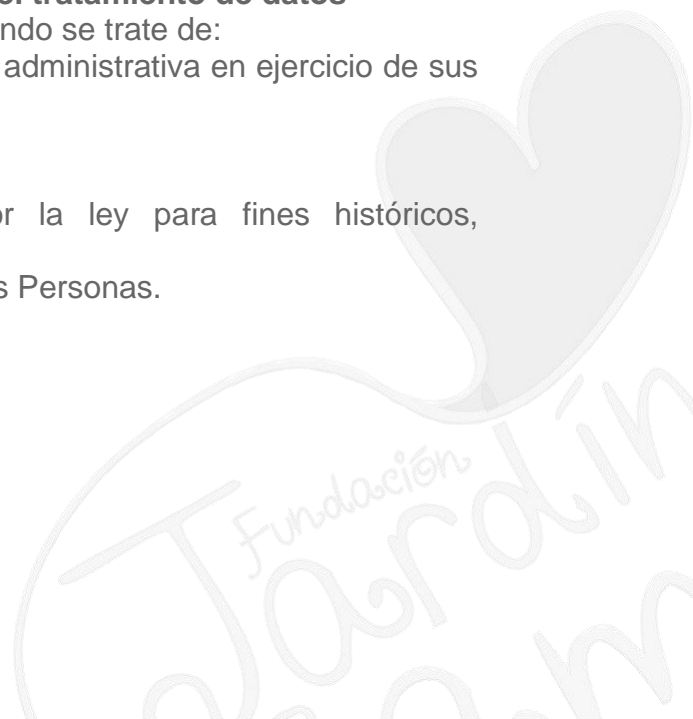 el tratamiento de datos
ndo se trate de:
administrativa en ejercicio de sus
r la ley para fines históricos,
s Personas.
Fundación
Jardín